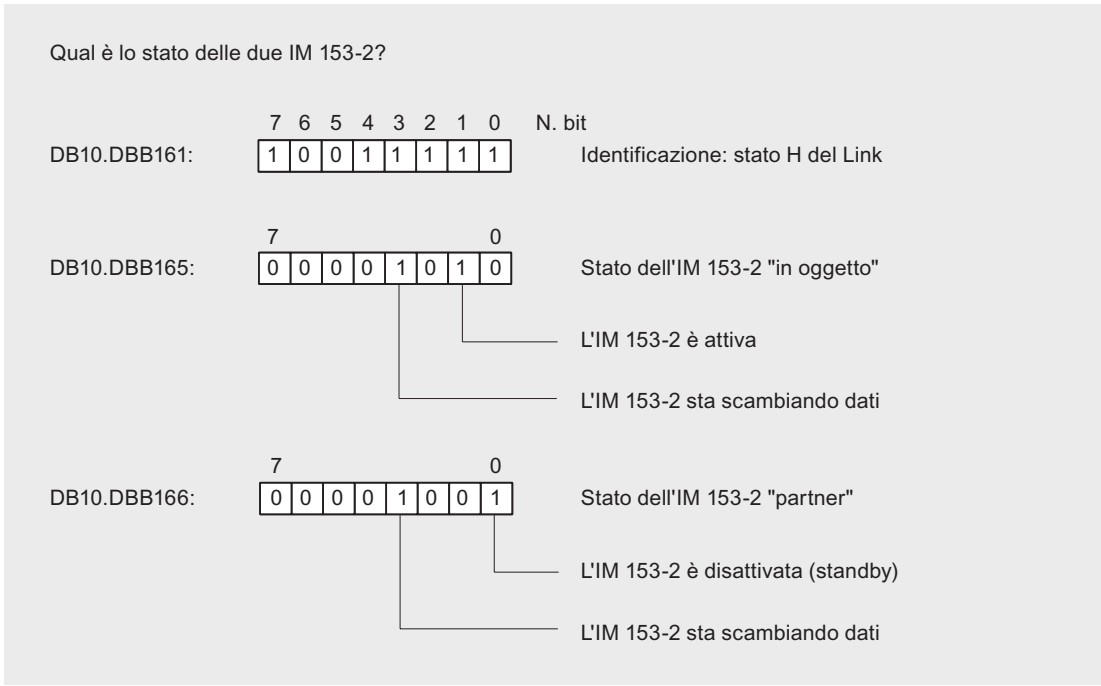 Qual è lo stato delle due IM 153-2?
7 6 5 4 3 2 1 0 N. bit
DB10.DBB161: 1 0 0 1 1 1 1 1 Identificazione: stato H del Link
7 0
DB10.DBB165: 0 0 0 0 1 0 1 0 Stato dell'IM 153-2 "in oggetto"
L'IM 153-2 è attiva
L'IM 153-2 sta scambiando dati
7 0
DB10.DBB166: 0 0 0 0 1 0 0 1 Stato dell'IM 153-2 "partner"
L'IM 153-2 è disattivata (standby)
L'IM 153-2 sta scambiando dati